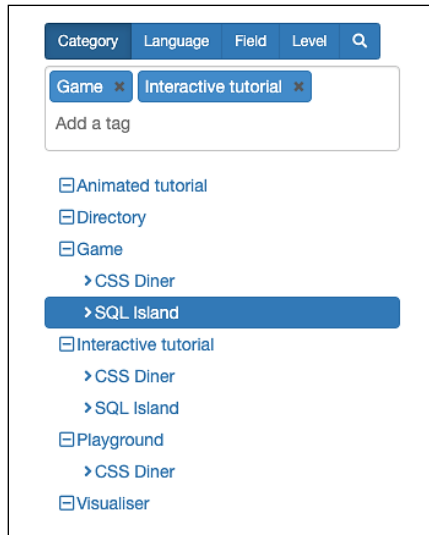 Category Language Field Level
Game × Interactive tutorial ×
Add a tag
Animated tutorial
Directory
Game
CSS Diner
SQL Island
Interactive tutorial
CSS Diner
SQL Island
Playground
CSS Diner
Visualiser